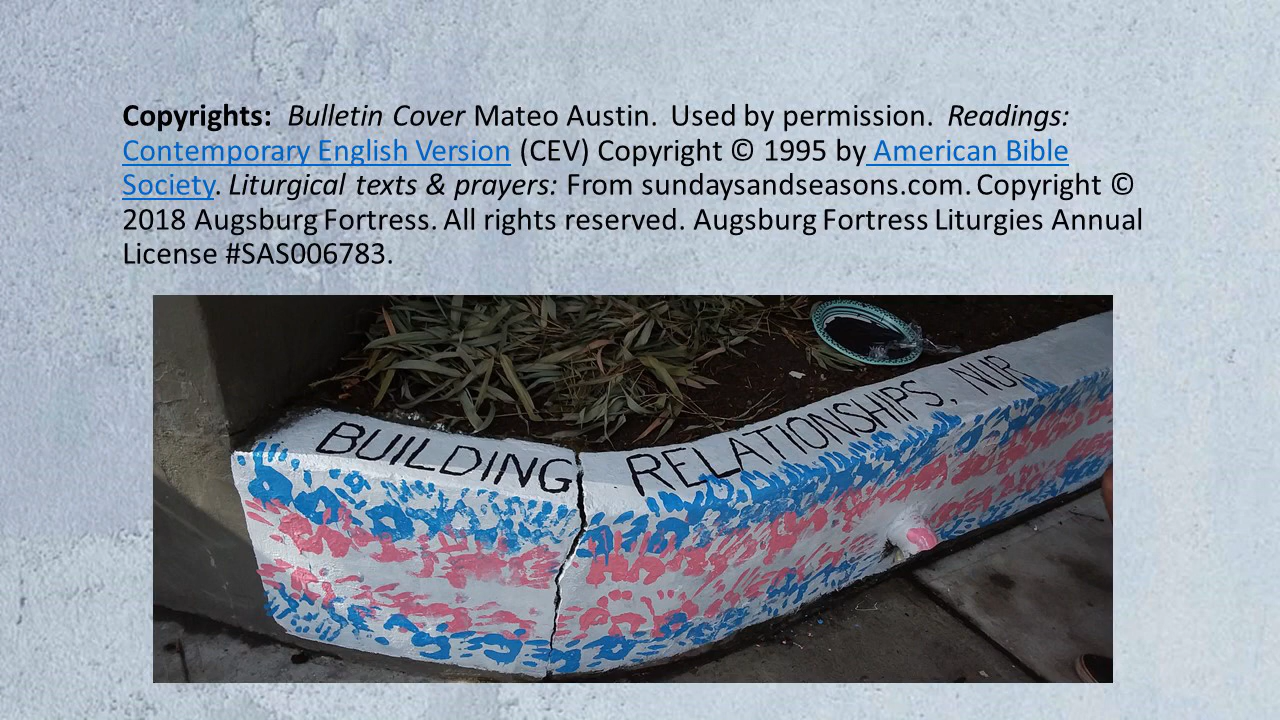 Copyrights: Bulletin Cover Mateo Austin. Used by permission. Readings:
Contemporary English Version (CEV) Copyright © 1995 by American Bible
Society. Liturgical texts & prayers: From sundaysandseasons.com. Copyright ©
2018 Augsburg Fortress. All rights reserved. Augsburg Fortress Liturgies Annual
License #SAS006783.
BUILDING RELATIONSHIPS, NUR